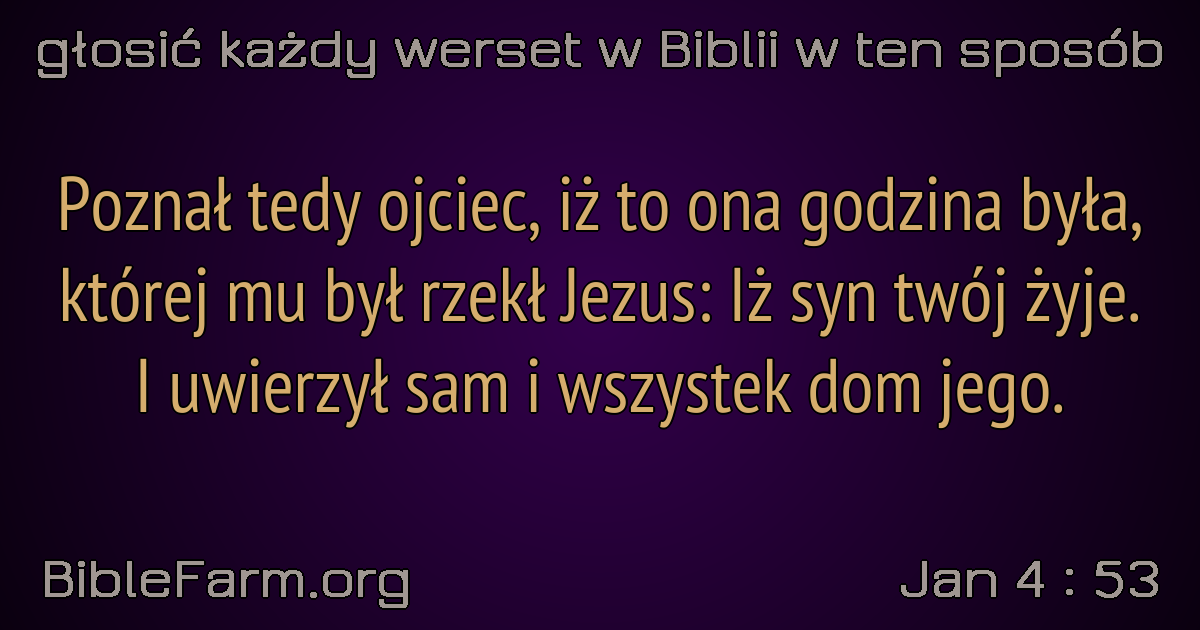 głosić każdy werset w Biblii w ten sposób
Poznał tedy ojciec, iż to ona godzina była,
której mu był rzekł Jezus: Iż syn twój żyje.
I uwierzył sam i wszystek dom jego.
BibleFarm.org
Jan 4 : 53